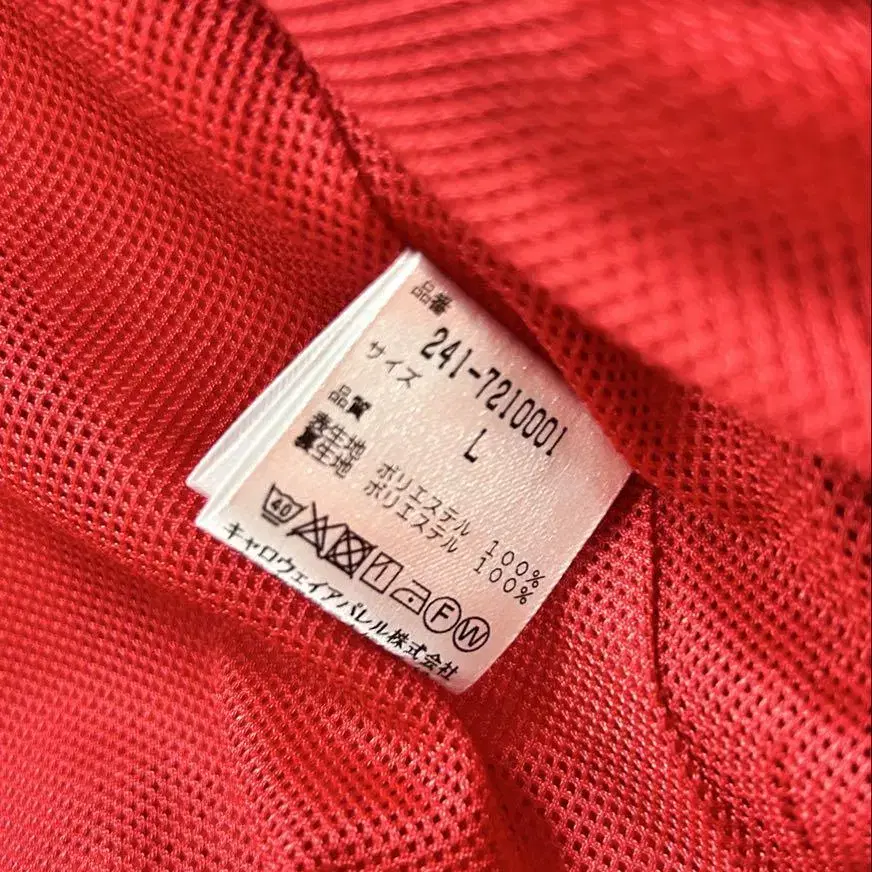 品番
241-7210001
サイズ
L
品質
表生地 ポリエステル 100%
裏生地 ポリエステル 100%
40 F W
キャロウェイアパレル株式会社